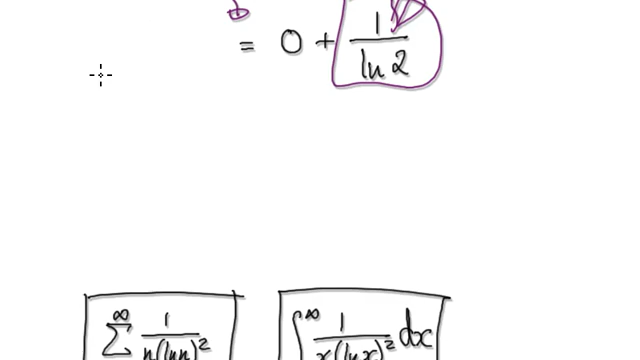 = 0 + 1/ln 2
∞ ∑ 1/n(ln n)² ∫ ∞ 1/x(ln x)² dx